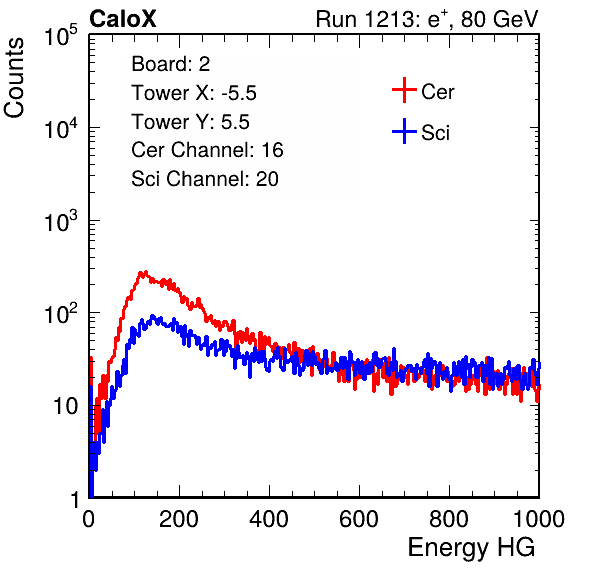 CaloX Run 1213: e+, 80 GeV
Counts
Board: 2
Tower X: -5.5
Tower Y: 5.5
Cer Channel: 16
Sci Channel: 20
Cer
Sci
10^5
10^4
10^3
10^2
10
1
0 200 400 600 800 1000
Energy HG